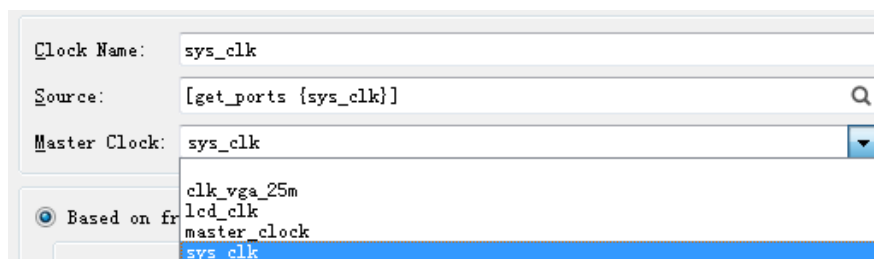 Clock Name: sys_clk
Source: [get_ports {sys_clk}]
Master Clock: sys_clk
clk_vga_25m
lcd_clk
Based on fr
master_clock
sys_clk